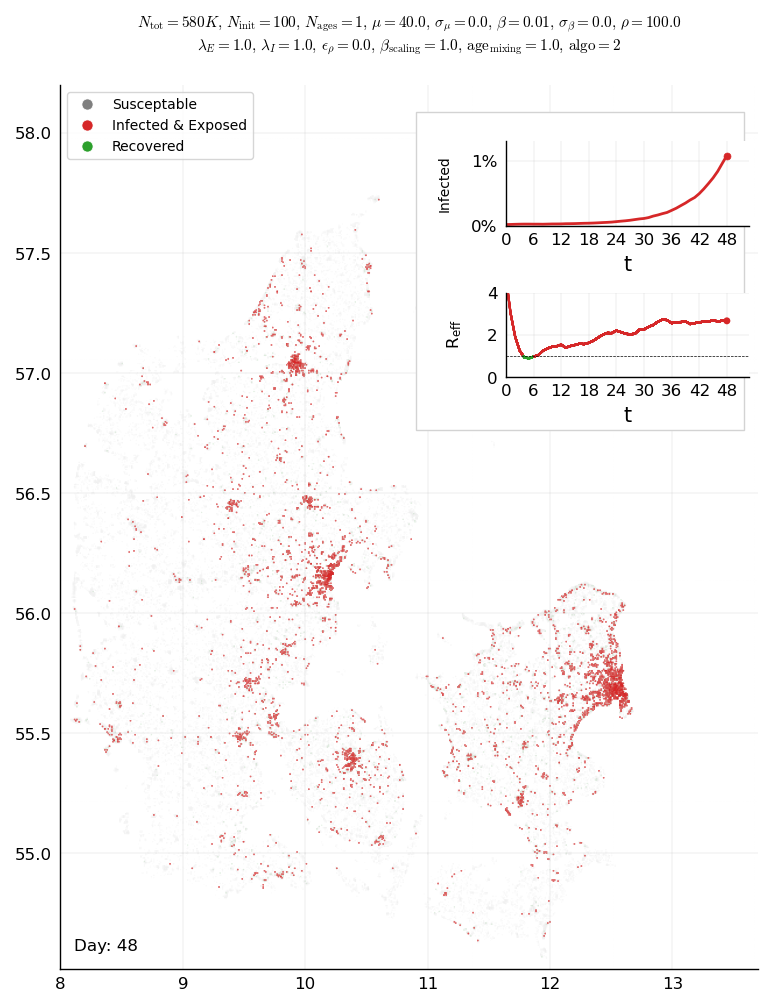 N_tot = 580K, N_init = 100, N_ages = 1, μ = 40.0, σ_μ = 0.0, β = 0.01, σ_β = 0.0, ρ = 100.0
λ_E = 1.0, λ_I = 1.0, ϵ_ρ = 0.0, β_scaling = 1.0, age_mixing = 1.0, algo = 2
Susceptable
Infected & Exposed
Recovered
58.0
57.5
57.0
56.5
56.0
55.5
55.0
Infected
1%
0%
0 6 12 18 24 30 36 42 48
t
R_eff
4
2
0
0 6 12 18 24 30 36 42 48
t
Day: 48
8 9 10 11 12 13